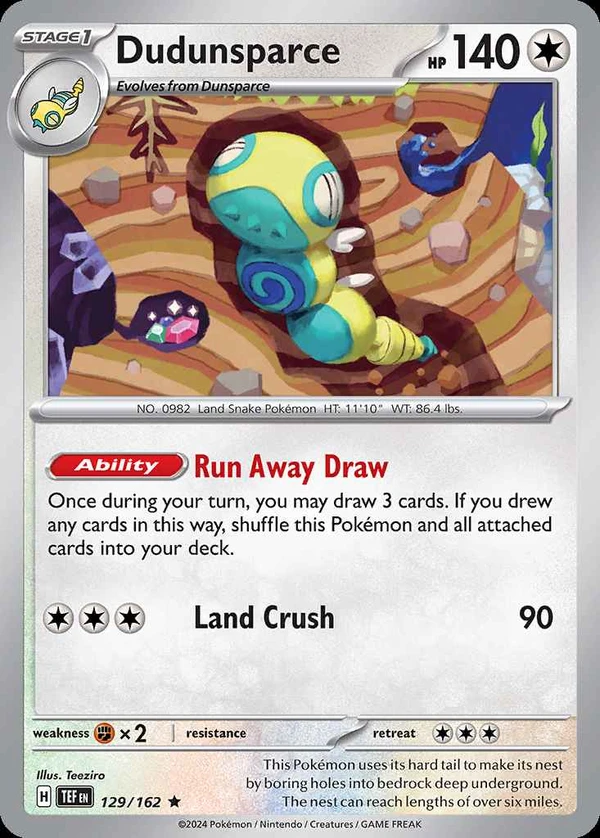 STAGE 1
Dudunsparce
HP 140
Evolves from Dunsparce
NO. 0982 Land Snake Pokémon HT: 11'10" WT: 86.4 lbs.
Ability Run Away Draw
Once during your turn, you may draw 3 cards. If you drew
any cards in this way, shuffle this Pokémon and all attached
cards into your deck.
Land Crush 90
weakness ×2 resistance retreat
Illus. Teeziro
H TEF EN 129/162 ★
This Pokémon uses its hard tail to make its nest
by boring holes into bedrock deep underground.
The nest can reach lengths of over six miles.
©2024 Pokémon / Nintendo / Creatures / GAME FREAK